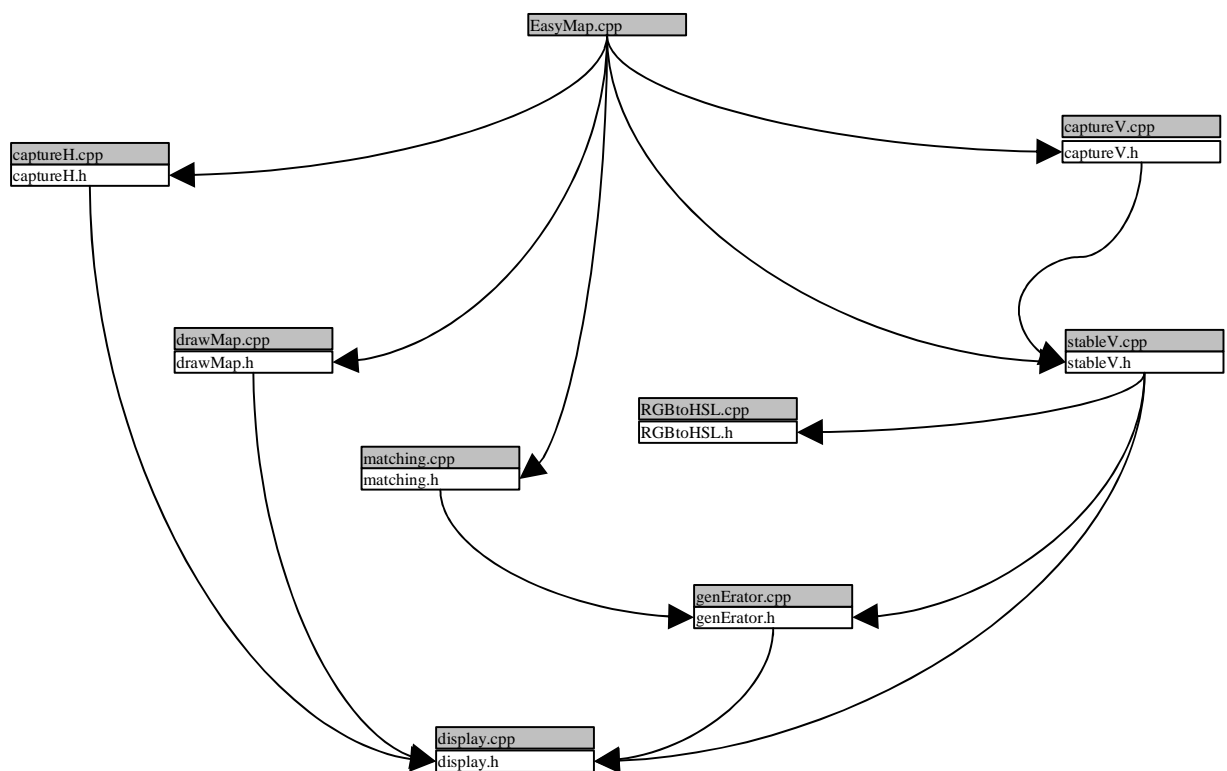 EasyMap.cpp
captureV.cpp
captureV.h
captureH.cpp
captureH.h
drawMap.cpp
drawMap.h
stableV.cpp
stableV.h
RGBtoHSL.cpp
RGBtoHSL.h
matching.cpp
matching.h
genErator.cpp
genErator.h
display.cpp
display.h